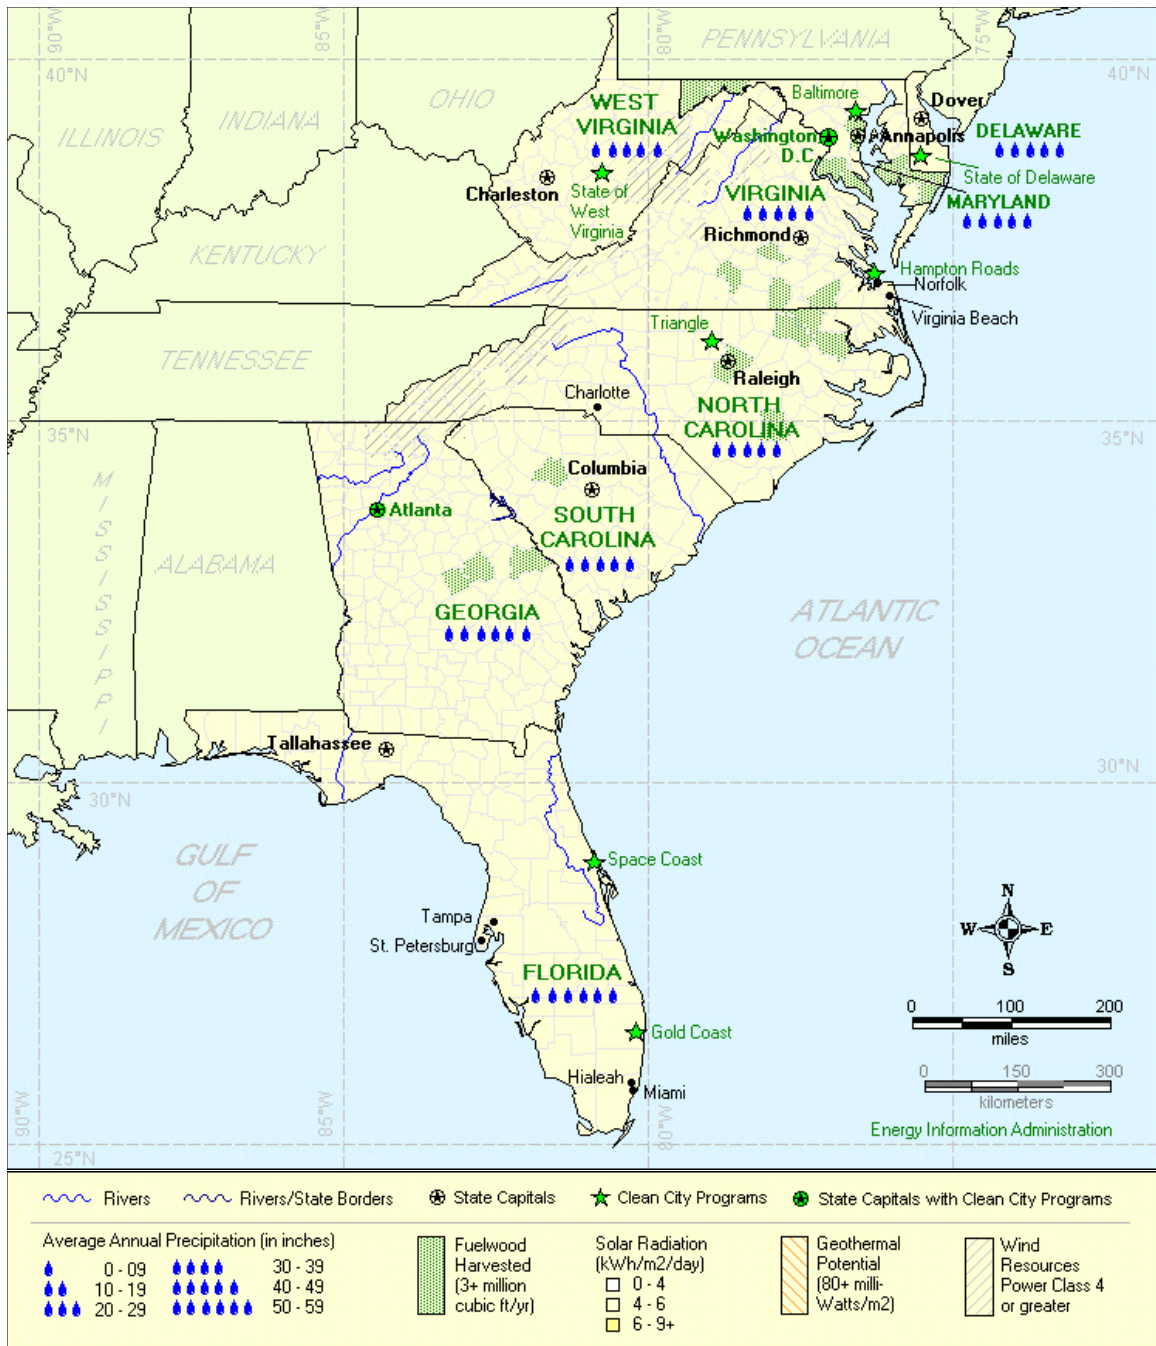 90°W
85°W
80°W
75°W
PENNSYLVANIA
40°N
40°N
OHIO
INDIANA
ILLINOIS
Baltimore
WEST
VIRGINIA
Dover
Washington
D.C.
Annapolis
DELAWARE
State of Delaware
Charleston
State of
West
Virginia
VIRGINIA
MARYLAND
Richmond
KENTUCKY
Hampton Roads
Norfolk
Virginia Beach
Triangle
TENNESSEE
Raleigh
Charlotte
NORTH
CAROLINA
35°N
35°N
Columbia
MISSISSIPPI
Atlanta
SOUTH
CAROLINA
ALABAMA
GEORGIA
ATLANTIC
OCEAN
Tallahassee
30°N
30°N
GULF
OF
MEXICO
Space Coast
N
W E
S
Tampa
St. Petersburg
FLORIDA
0 100 200
miles
Gold Coast
Hialeah
Miami
0 150 300
kilometers
90°W
85°W
80°W
Energy Information Administration
25°N
Rivers
Rivers/State Borders
State Capitals
Clean City Programs
State Capitals with Clean City Programs
Average Annual Precipitation (in inches)
0 - 09
10 - 19
20 - 29
30 - 39
40 - 49
50 - 59
Fuelwood
Harvested
(3+ million
cubic ft/yr)
Solar Radiation
(kWh/m2/day)
0 - 4
4 - 6
6 - 9+
Geothermal
Potential
(80+ milli-
Watts/m2)
Wind
Resources
Power Class 4
or greater